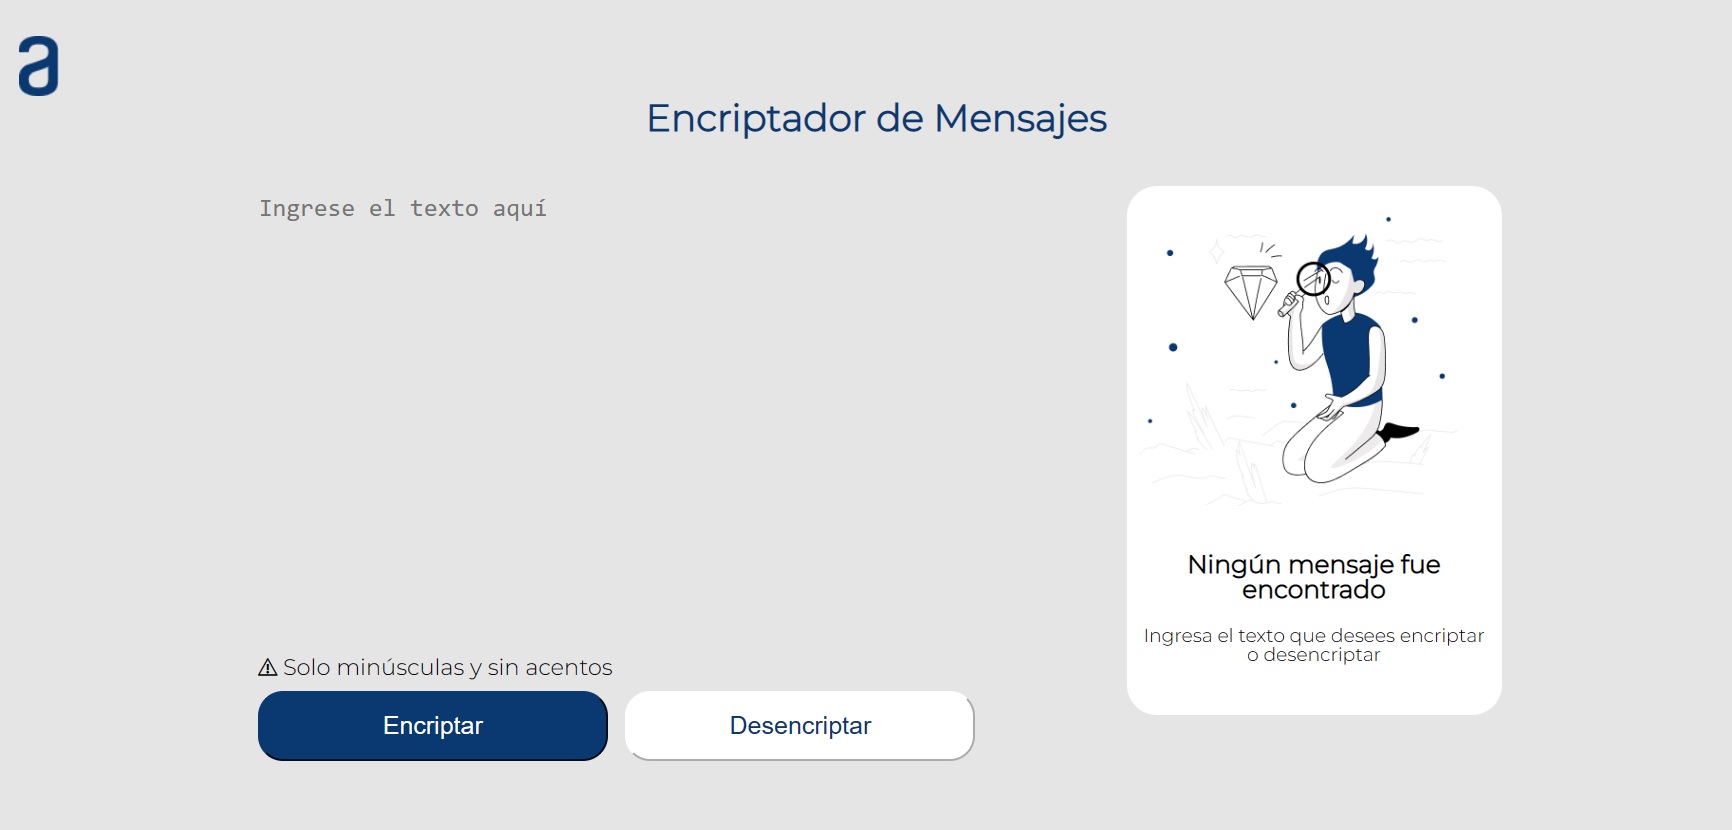 a
Encriptador de Mensajes
Ingrese el texto aquí
⚠ Solo minúsculas y sin acentos
Encriptar
Desencriptar
Ningún mensaje fue
encontrado
Ingresa el texto que desees encriptar
o desencriptar